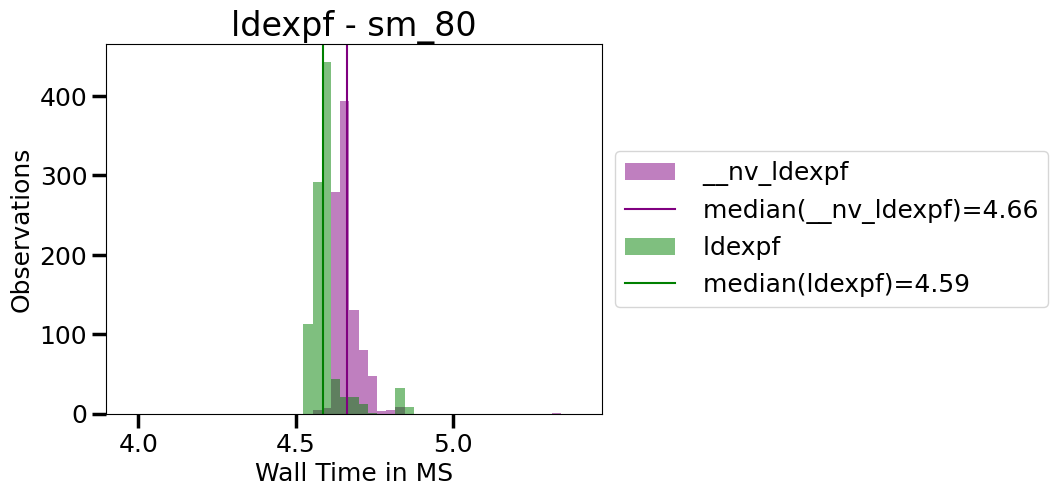 ldexpf - sm_80
Observations
400
300
200
100
0
4.0 4.5 5.0
Wall Time in MS
__nv_ldexpf
median(__nv_ldexpf)=4.66
ldexpf
median(ldexpf)=4.59